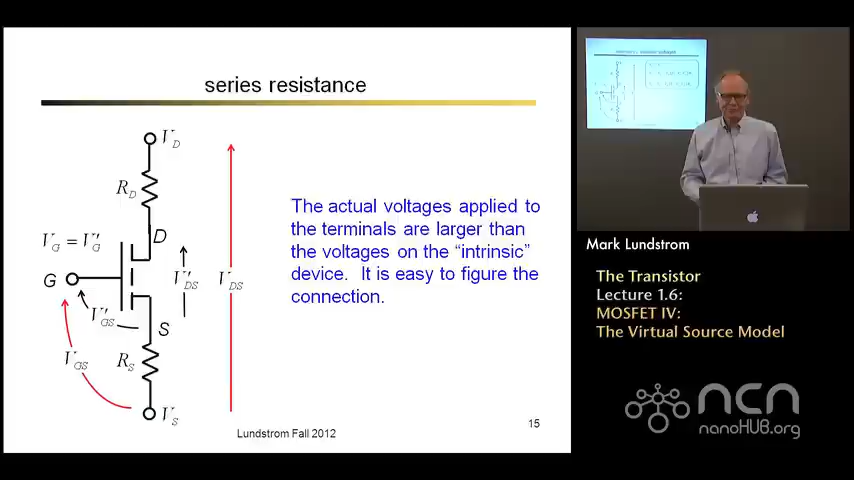 series resistance
V_D
R_D
D
V_G = V'_G
G
V'_DS
V_DS
V'_GS
S
V_GS
R_S
V_S
The actual voltages applied to
the terminals are larger than
the voltages on the “intrinsic”
device. It is easy to figure the
connection.
Lundstrom Fall 2012
15
Mark Lundstrom
The Transistor
Lecture 1.6:
MOSFET IV:
The Virtual Source Model
ncn
nanoHUB.org